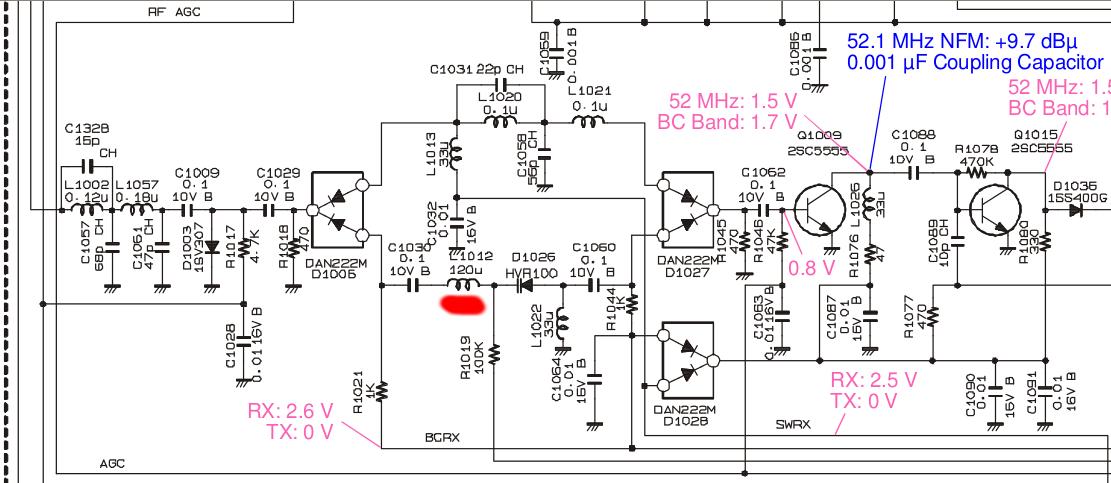 RF AGC
C1059
0.001 B
C1086
0.001 B
52.1 MHz NFM: +9.7 dBμ
0.001 μF Coupling Capacitor
52 MHz: 1.5
BC Band: 1
C1031 22p CH
L1020
0.1u
L1021
0.1u
52 MHz: 1.5 V
BC Band: 1.7 V
L1013
33u
C1058
56p CH
C1328
15p
CH
L1002
0.12u
L1057
0.18u
C1009
0.1
10V B
C1029
0.1
10V B
C1057
68p CH
C1061
47p CH
D1003
1SV307
R1017
4.7K
R1018
470
DAN222M
D1005
C1032
0.01
16V B
C1030
0.1
10V B
L1012
120u
D1026
HVR100
C1060
0.1
10V B
L1022
33u
R1044
1K
DAN222M
D1027
C1062
0.1
10V B
R1045
470
R1046
47K
0.8 V
Q1009
2SC5555
L1026
33u
R1076
47
C1088
0.1
10V B
R1078
470K
Q1015
2SC5555
C1089
10p CH
R1080
330
D1035
1SS400G
C1028
0.01 16V B
R1021
1K
R1019
100K
C1064
0.01
16V B
DAN222M
D1028
C1063
0.01 16V B
C1087
0.01
16V B
R1077
470
C1090
0.01
16V B
C1091
0.01
16V B
RX: 2.6 V
TX: 0 V
RX: 2.5 V
TX: 0 V
BCRX
SWRX
AGC